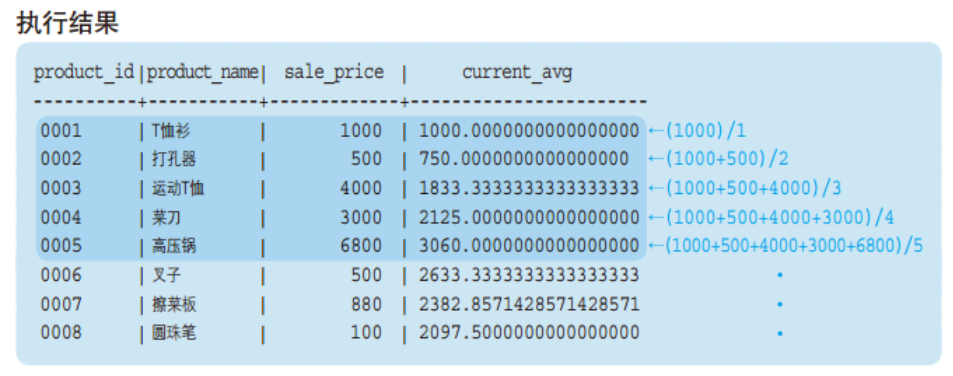 执行结果
product_id|product_name| sale_price | current_avg
----------+-----------+-------------+-----------------------
0001 | T恤衫 | 1000 | 1000.0000000000000000 ←(1000)/1
0002 | 打孔器 | 500 | 750.0000000000000000 ←(1000+500)/2
0003 | 运动T恤 | 4000 | 1833.3333333333333333 ←(1000+500+4000)/3
0004 | 菜刀 | 3000 | 2125.0000000000000000 ←(1000+500+4000+3000)/4
0005 | 高压锅 | 6800 | 3060.0000000000000000 ←(1000+500+4000+3000+6800)/5
0006 | 叉子 | 500 | 2633.3333333333333333 •
0007 | 擦菜板 | 880 | 2382.8571428571428571 •
0008 | 圆珠笔 | 100 | 2097.5000000000000000 •